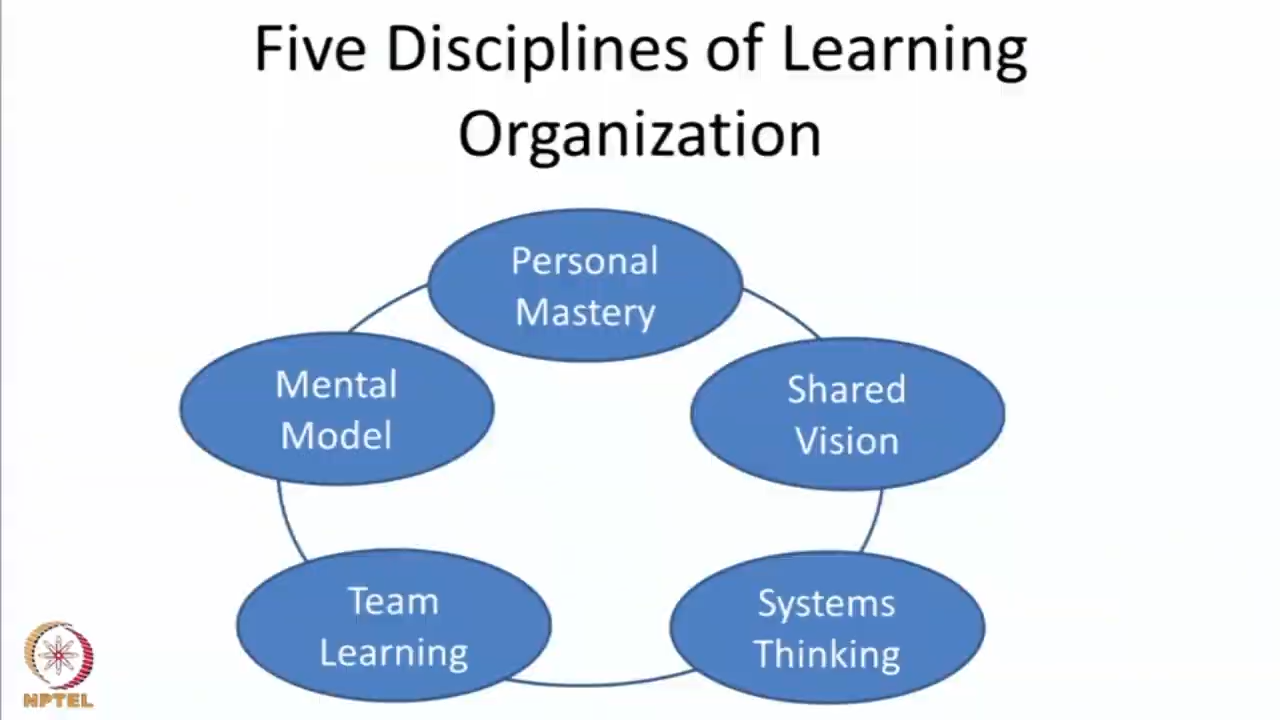 Five Disciplines of Learning
Organization
Personal
Mastery
Mental
Model
Shared
Vision
Team
Learning
Systems
Thinking
NPTEL